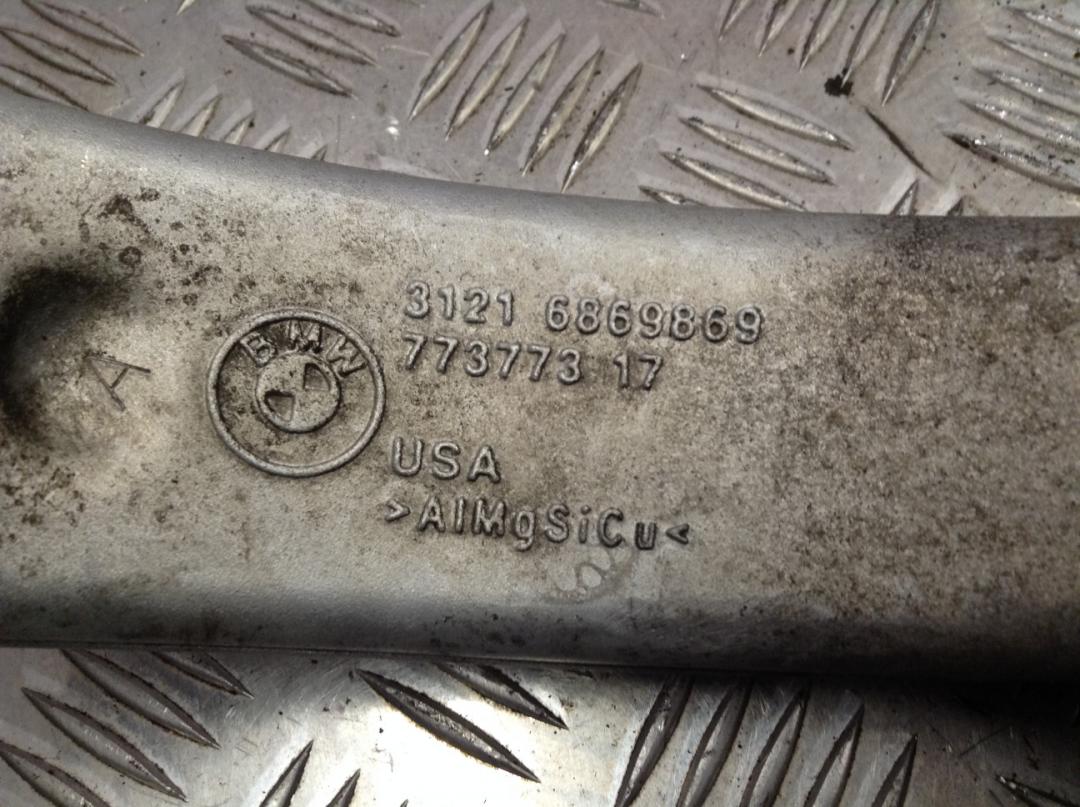 A
BMW
3121 6869869
773773 17
USA
>AlMgSiCu<